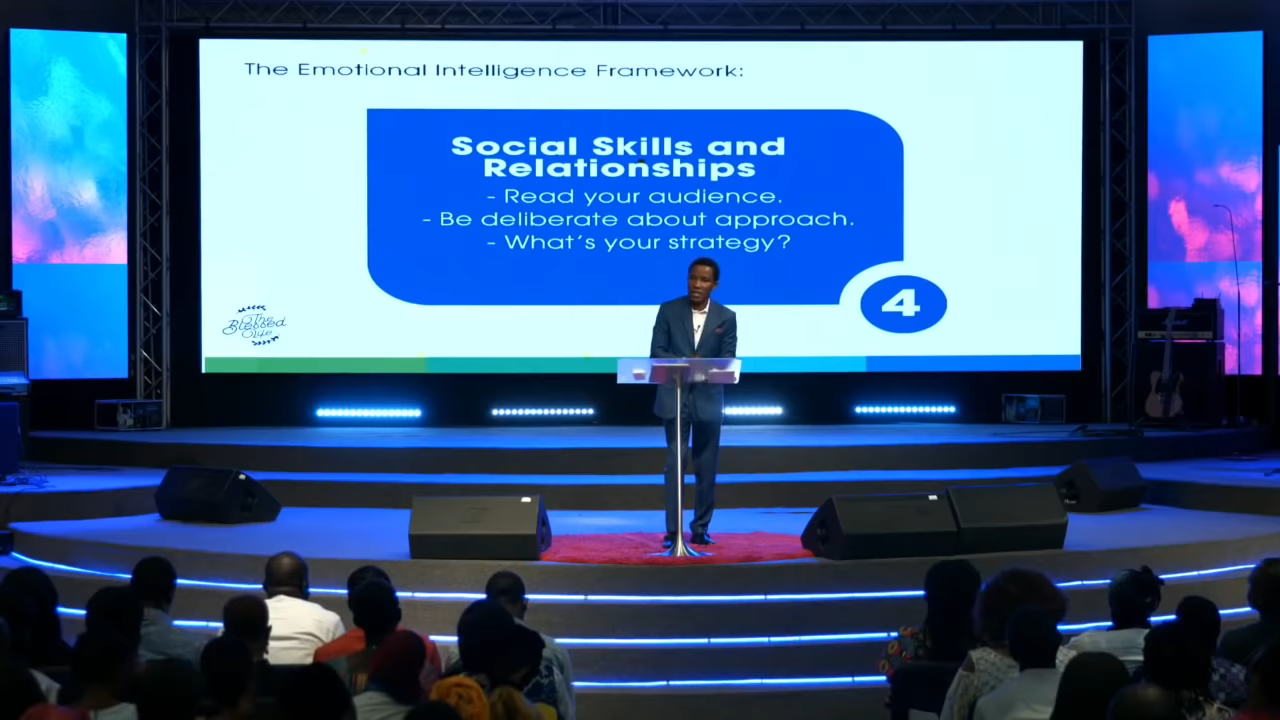 The Emotional Intelligence Framework:
Social Skills and
Relationships
- Read your audience.
- Be deliberate about approach.
- What's your strategy?
4
The
Blessed
Life